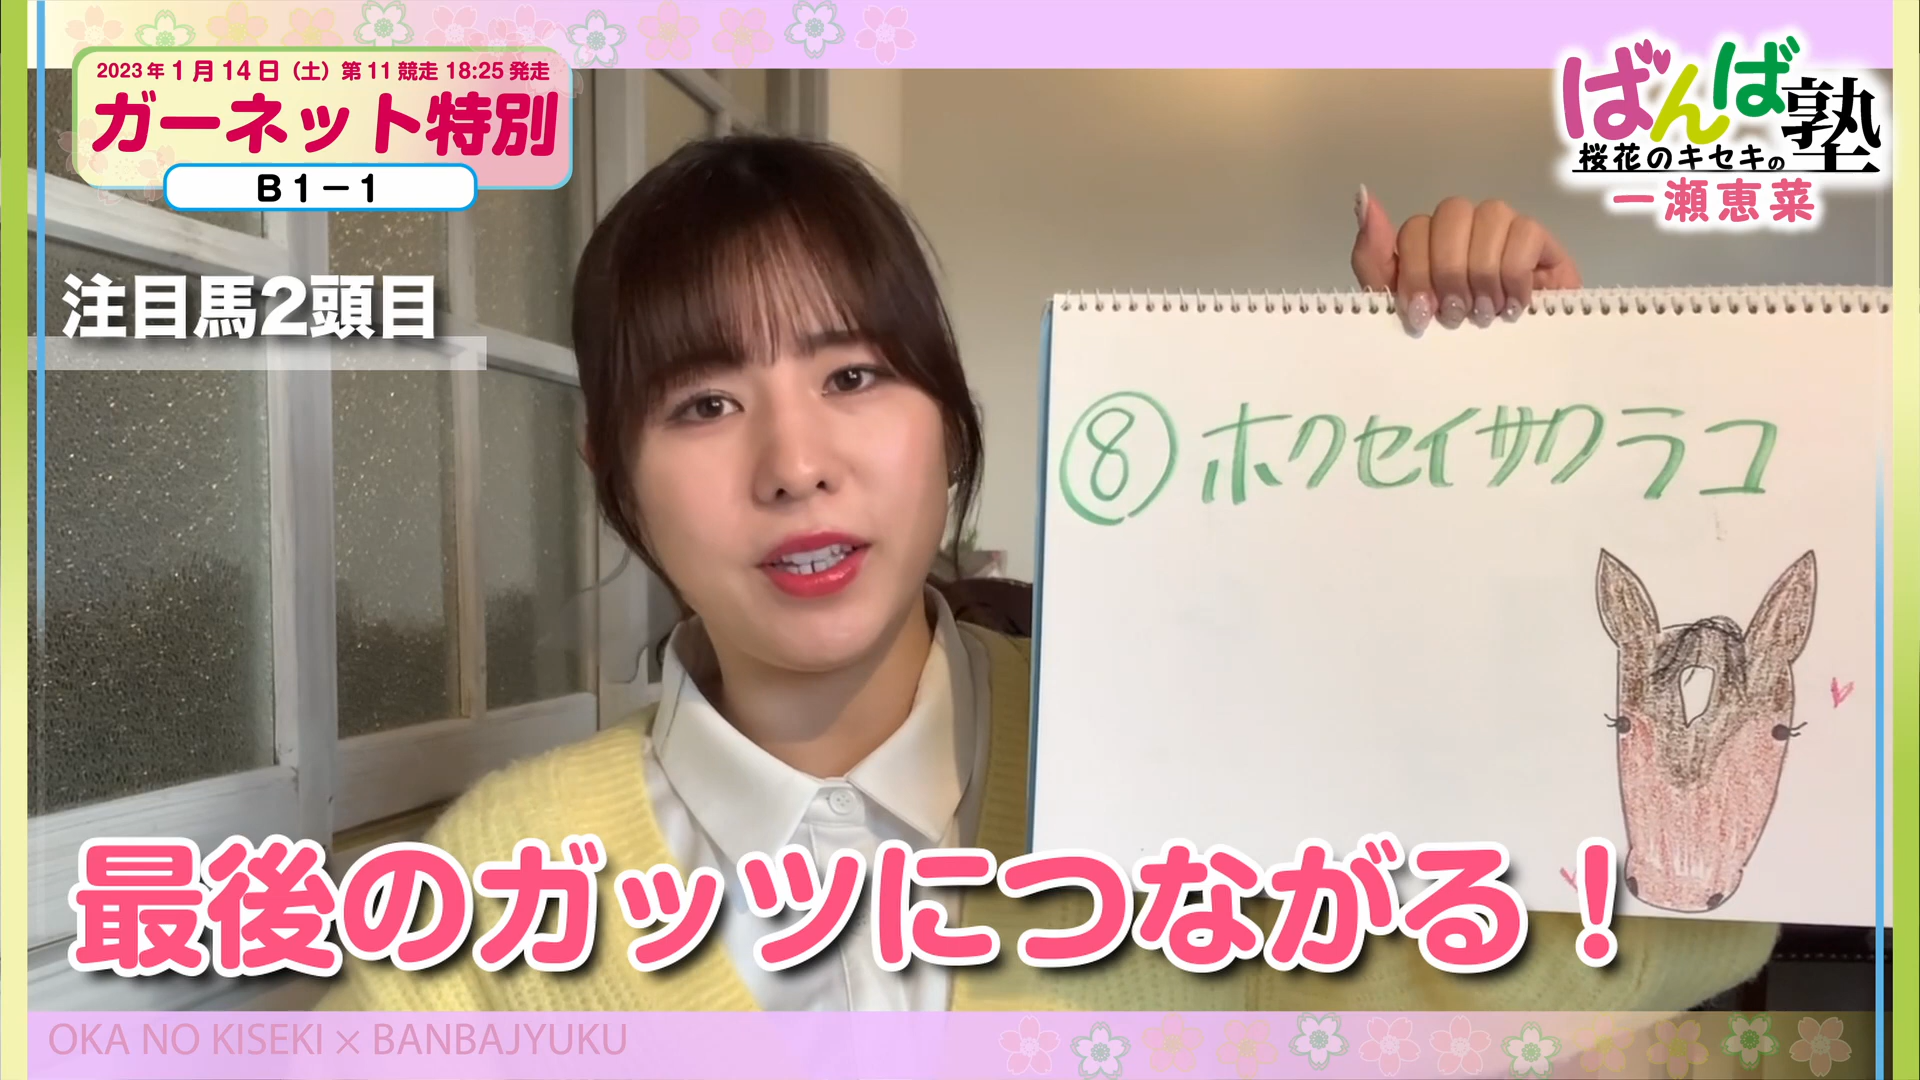 2023年1月14日(土)第11競走 18:25発走
ガーネット特別
B1-1
ばんば塾
桜花のキセキの
一瀬恵菜
注目馬2頭目
⑧ホクセイサクラコ
最後のガッツにつながる!
OKA NO KISEKI × BANBAJYUKU